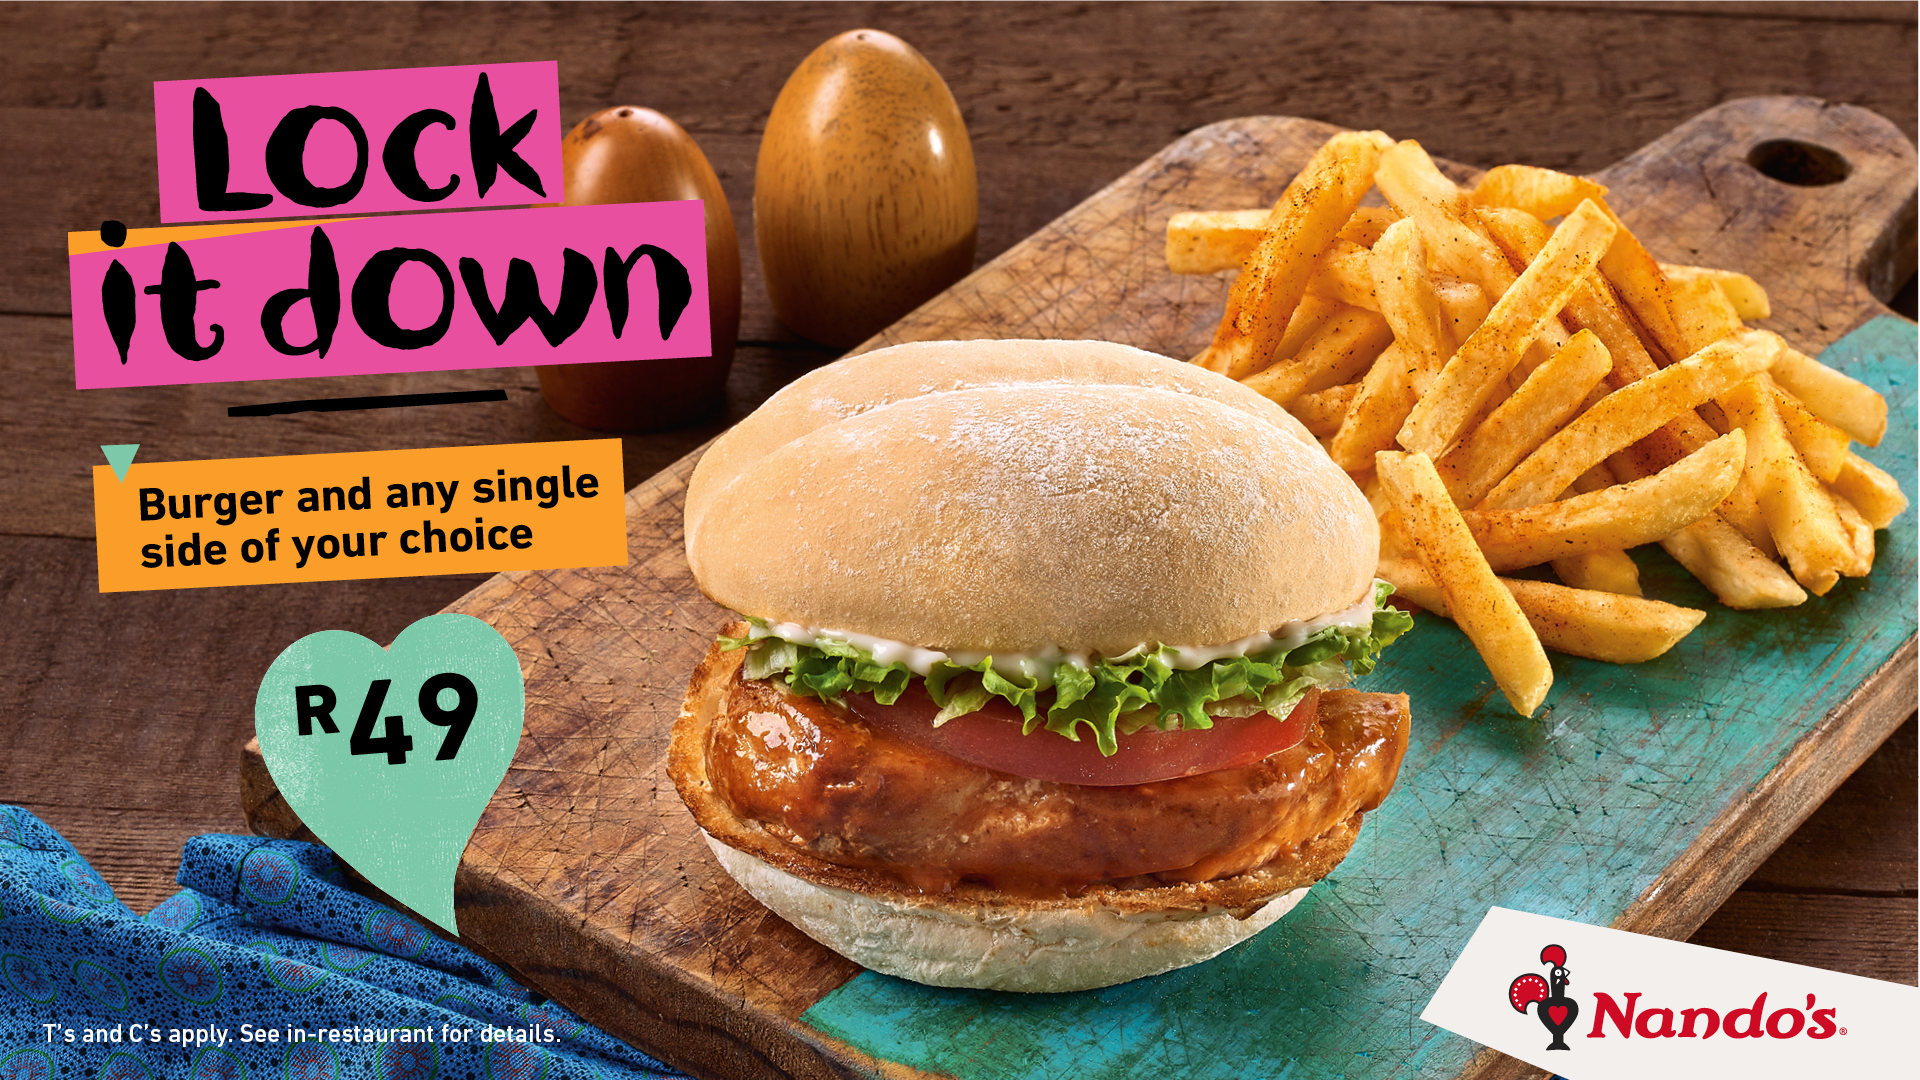 Lock
it down
Burger and any single
side of your choice
R49
T's and C's apply. See in-restaurant for details.
Nando's®